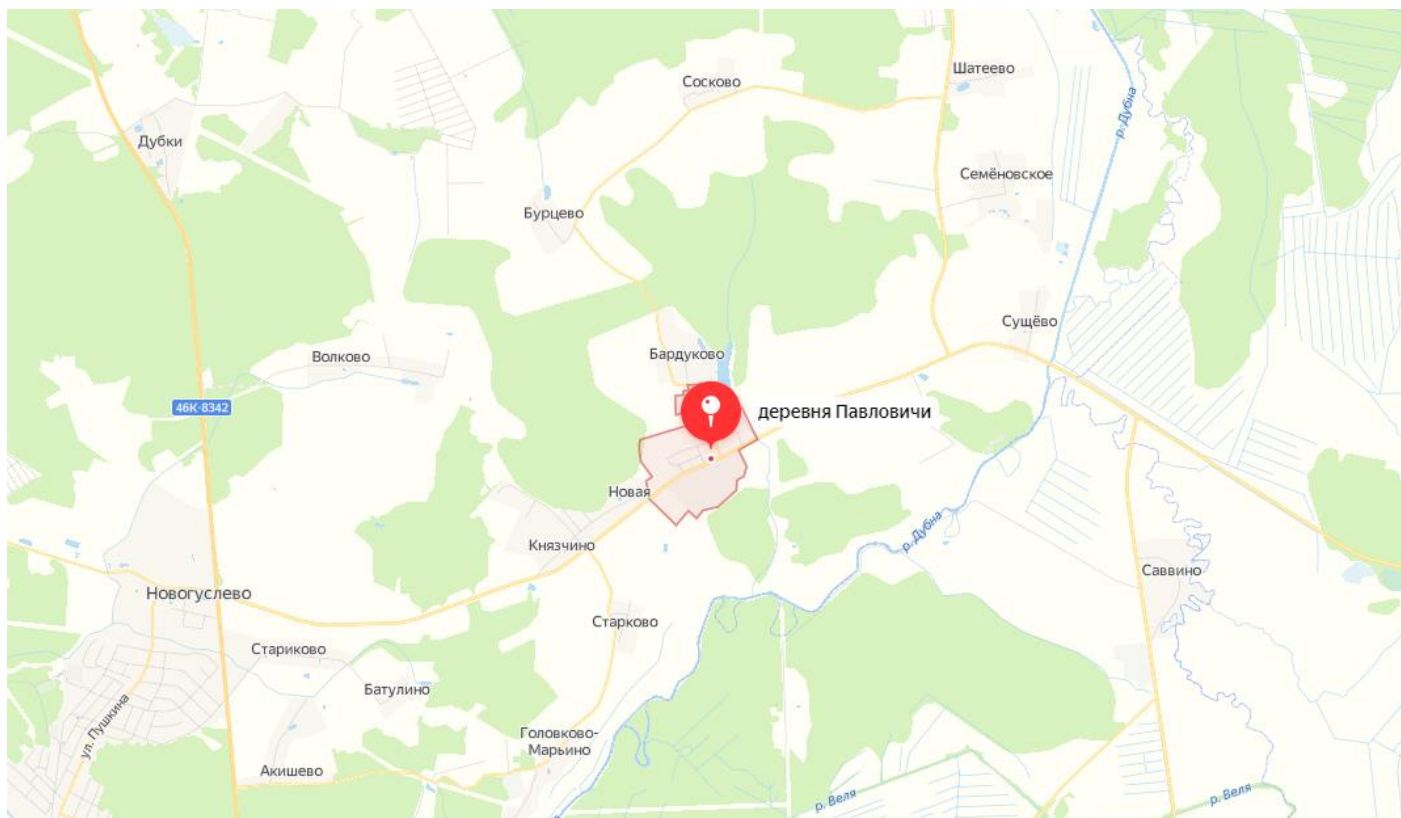 Шатеево
Сосково
р. Дубна
Дубки
Семёновское
Бурцево
Сущёво
Бардуково
Волково
46К-8342
деревня Павловичи
Новая
р. Дубна
Князчино
Саввино
Новогуслево
Старково
Стариково
Батулино
ул. Пушкина
Головково-
Марьино
Акишево
р. Веля
р. Веля